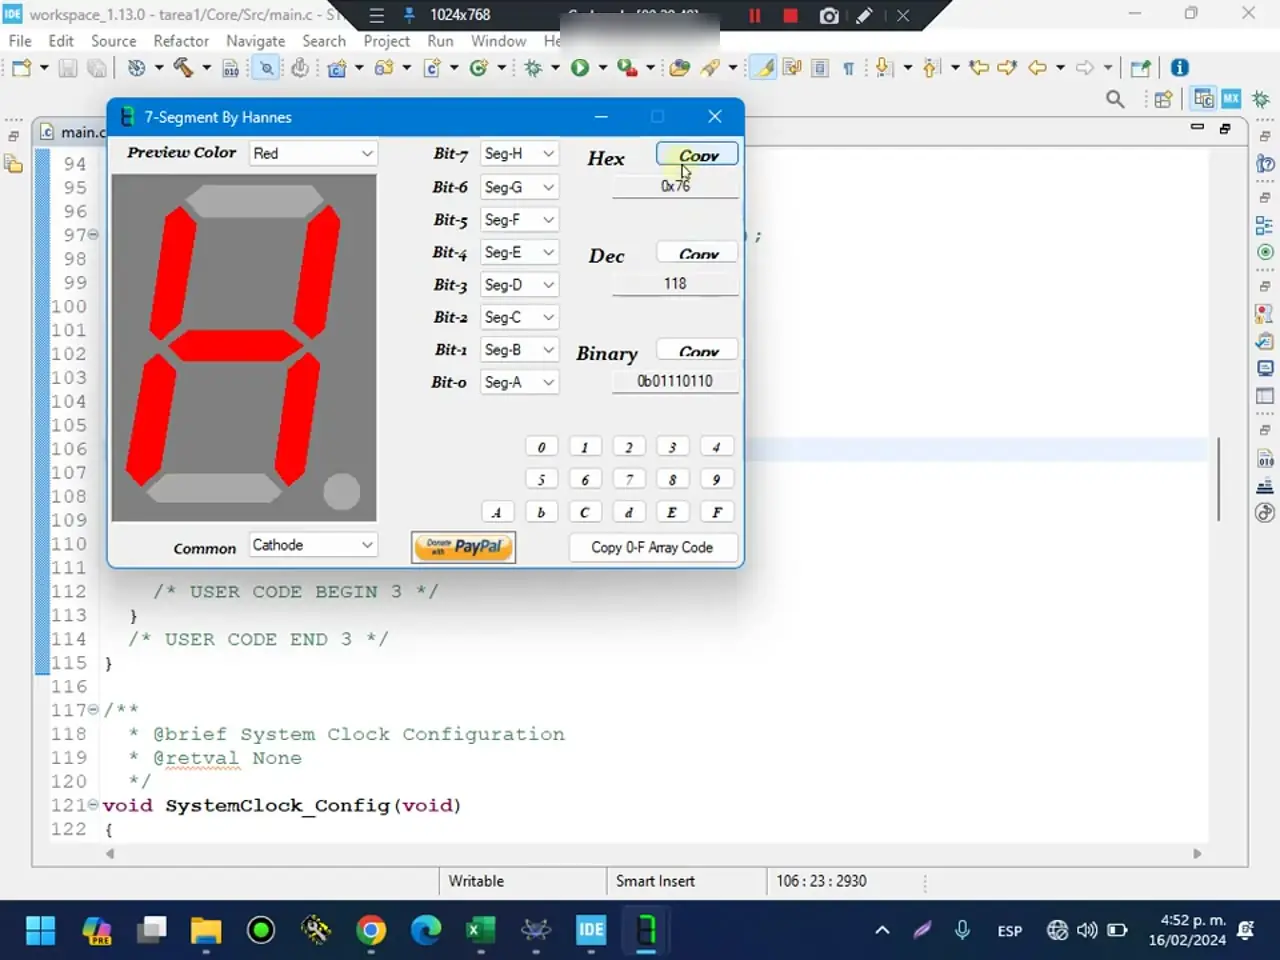 workspace_1.13.0 - tarea1/Core/Src/main.c - ST
1024x768
File Edit Source Refactor Navigate Search Project Run Window He
main.c
7-Segment By Hannes
Preview Color Red
Bit-7 Seg-H
Bit-6 Seg-G
Bit-5 Seg-F
Bit-4 Seg-E
Bit-3 Seg-D
Bit-2 Seg-C
Bit-1 Seg-B
Bit-0 Seg-A
Hex Copy
0x76
Dec Copy
118
Binary Copy
0b01110110
0 1 2 3 4
5 6 7 8 9
A b C d E F
Common Cathode
Donate with PayPal
Copy 0-F Array Code
94
95
96
97 ;
98
99
100
101
102
103
104
105
106
107
108
109
110
111
112 /* USER CODE BEGIN 3 */
113 }
114 /* USER CODE END 3 */
115 }
116
117 /**
118 * @brief System Clock Configuration
119 * @retval None
120 */
121 void SystemClock_Config(void)
122 {
Writable Smart Insert 106 : 23 : 2930
PRE
IDE
ESP
4:52 p. m.
16/02/2024